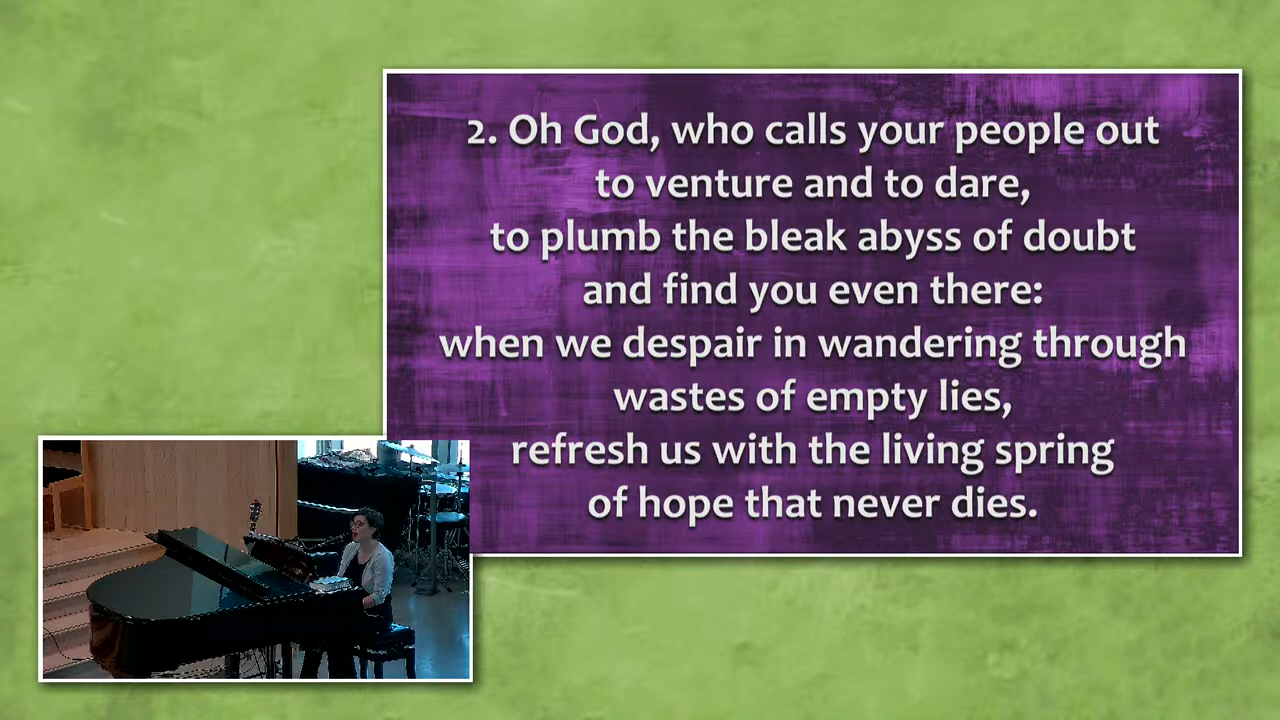 2. Oh God, who calls your people out
to venture and to dare,
to plumb the bleak abyss of doubt
and find you even there:
when we despair in wandering through
wastes of empty lies,
refresh us with the living spring
of hope that never dies.